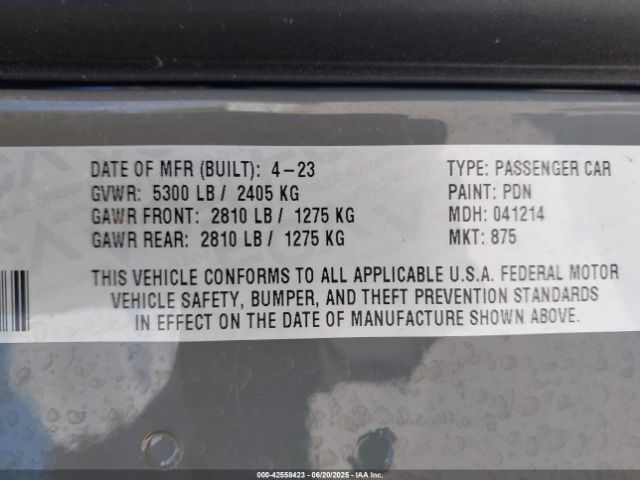 DATE OF MFR (BUILT): 4-23 TYPE: PASSENGER CAR
GVWR: 5300 LB / 2405 KG PAINT: PDN
GAWR FRONT: 2810 LB / 1275 KG MDH: 041214
GAWR REAR: 2810 LB / 1275 KG MKT: 875
THIS VEHICLE CONFORMS TO ALL APPLICABLE U.S.A. FEDERAL MOTOR
VEHICLE SAFETY, BUMPER, AND THEFT PREVENTION STANDARDS
IN EFFECT ON THE DATE OF MANUFACTURE SHOWN ABOVE.
000-42558423 - 06/20/2025 - IAA Services, Inc.